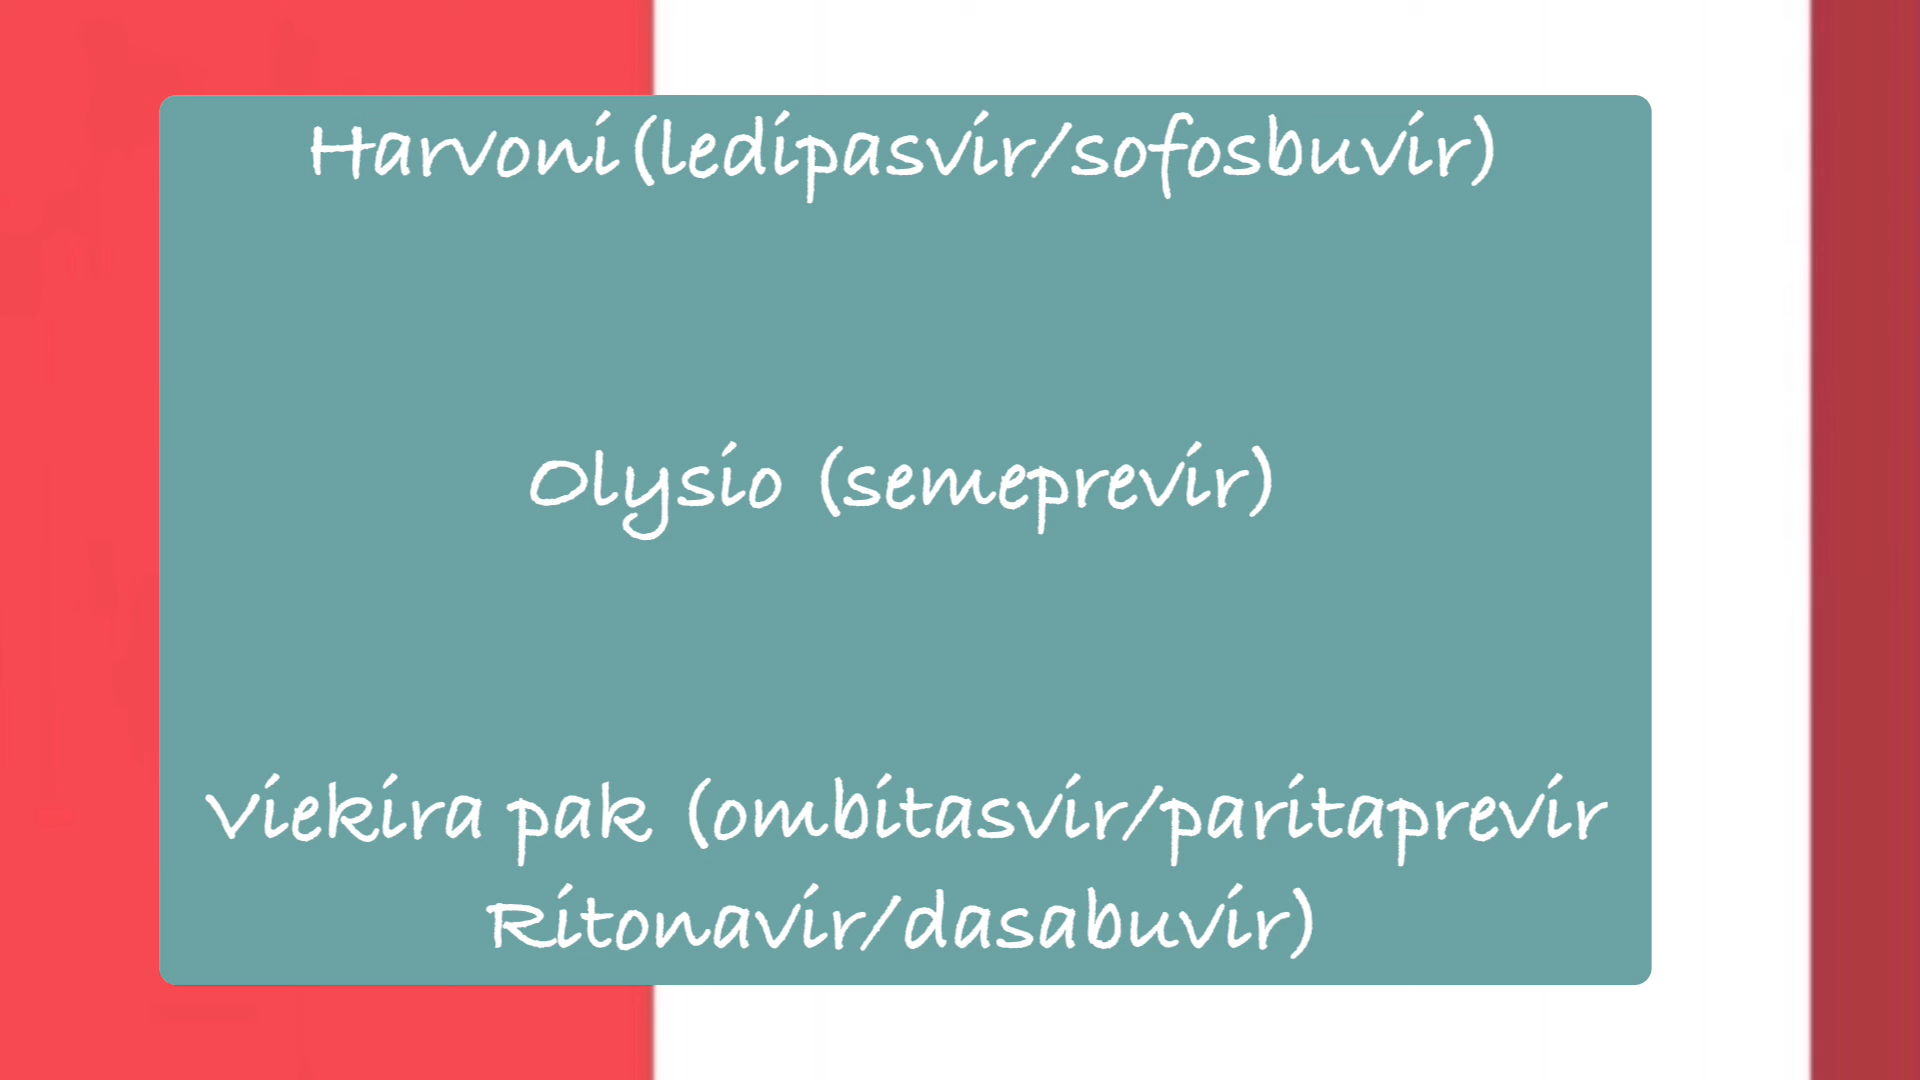 Harvoni (ledipasvir/sofosbuvir)
Olysio (semeprevir)
Viekira pak (ombitasvir/paritaprevir
Ritonavir/dasabuvir)